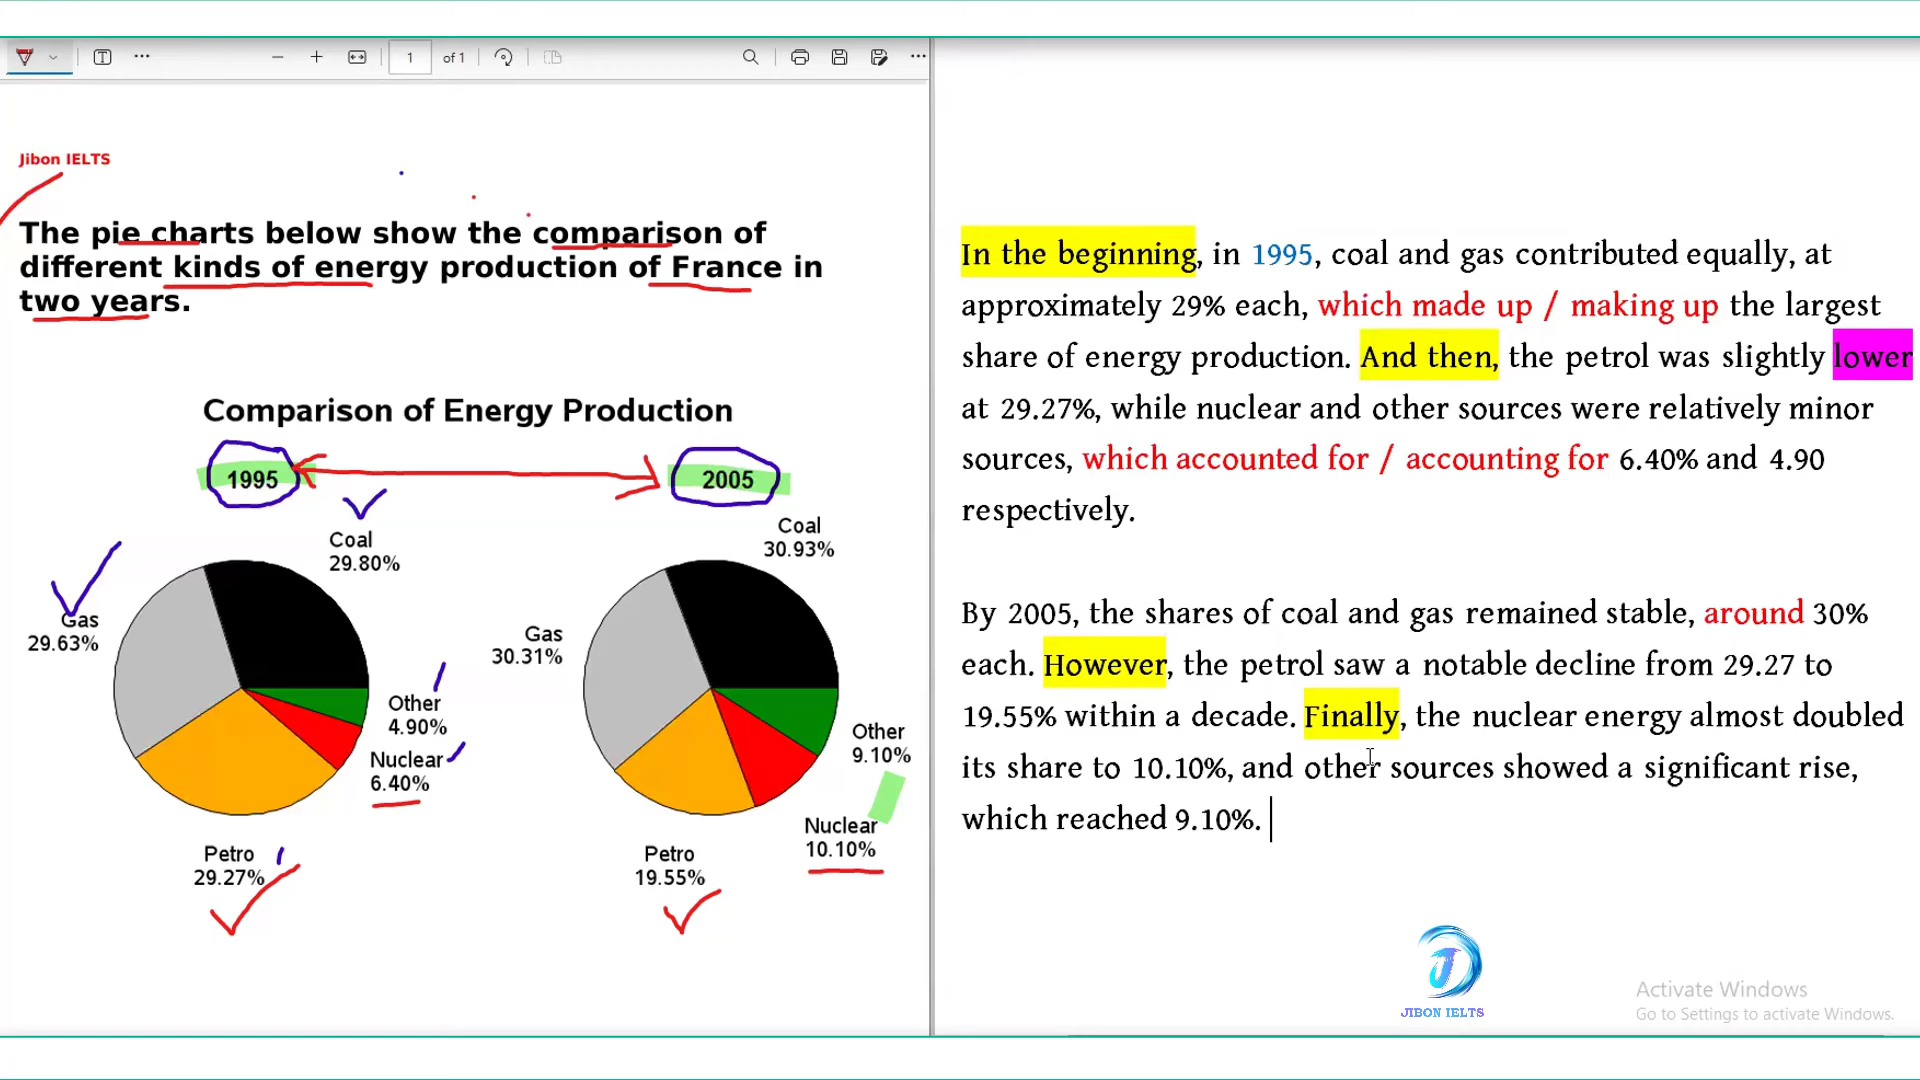 1 of 1
Jibon IELTS
The pie charts below show the comparison of
different kinds of energy production of France in
two years.
Comparison of Energy Production
1995
2005
Coal
29.80%
Gas
29.63%
Other
4.90%
Nuclear
6.40%
Petro
29.27%
Coal
30.93%
Gas
30.31%
Other
9.10%
Nuclear
10.10%
Petro
19.55%
In the beginning, in 1995, coal and gas contributed equally, at
approximately 29% each, which made up / making up the largest
share of energy production. And then, the petrol was slightly lower
at 29.27%, while nuclear and other sources were relatively minor
sources, which accounted for / accounting for 6.40% and 4.90
respectively.
By 2005, the shares of coal and gas remained stable, around 30%
each. However, the petrol saw a notable decline from 29.27 to
19.55% within a decade. Finally, the nuclear energy almost doubled
its share to 10.10%, and other sources showed a significant rise,
which reached 9.10%.
JIBON IELTS
Activate Windows
Go to Settings to activate Windows.